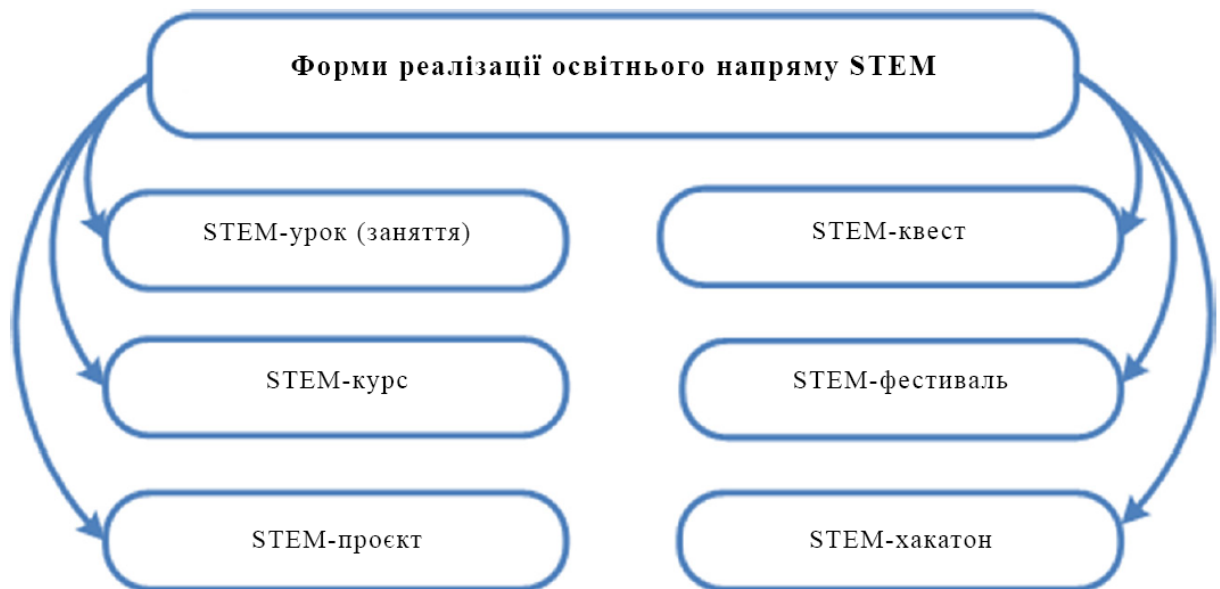 Форми реалізації освітнього напряму STEM
STEM-урок (заняття)
STEM-квест
STEM-курс
STEM-фестиваль
STEM-проєкт
STEM-хакатон